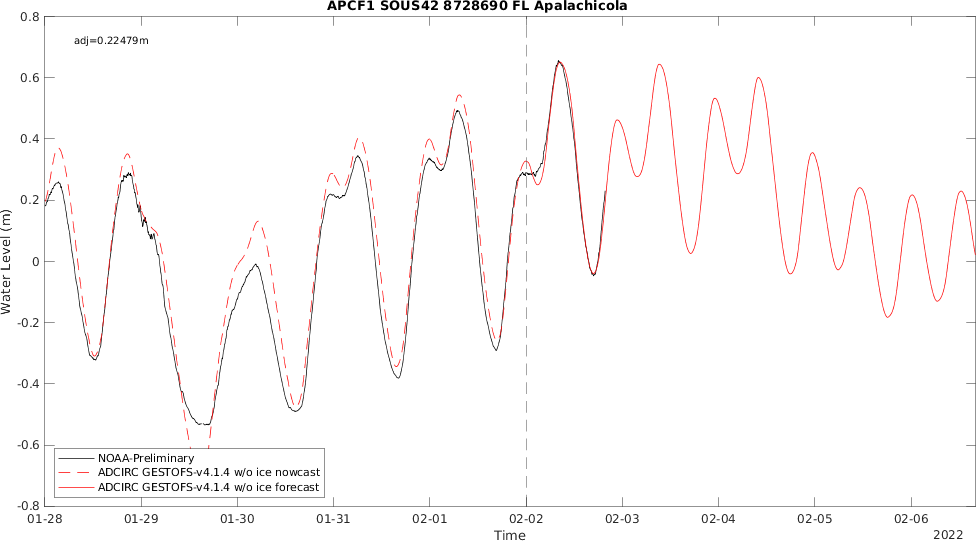 APCF1 SOUS42 8728690 FL Apalachicola
adj=0.22479m
0.8
0.6
0.4
0.2
0
-0.2
-0.4
-0.6
-0.8
Water Level (m)
NOAA-Preliminary
ADCIRC GESTOFS-v4.1.4 w/o ice nowcast
ADCIRC GESTOFS-v4.1.4 w/o ice forecast
01-28 01-29 01-30 01-31 02-01 02-02 02-03 02-04 02-05 02-06
Time
2022